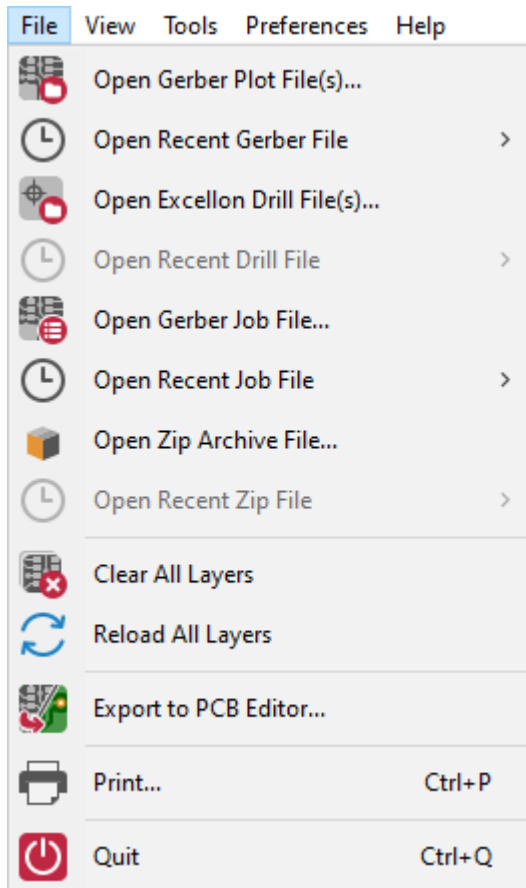 File View Tools Preferences Help
Open Gerber Plot File(s)...
Open Recent Gerber File
Open Excellon Drill File(s)...
Open Recent Drill File
Open Gerber Job File...
Open Recent Job File
Open Zip Archive File...
Open Recent Zip File
Clear All Layers
Reload All Layers
Export to PCB Editor...
Print... Ctrl+P
Quit Ctrl+Q